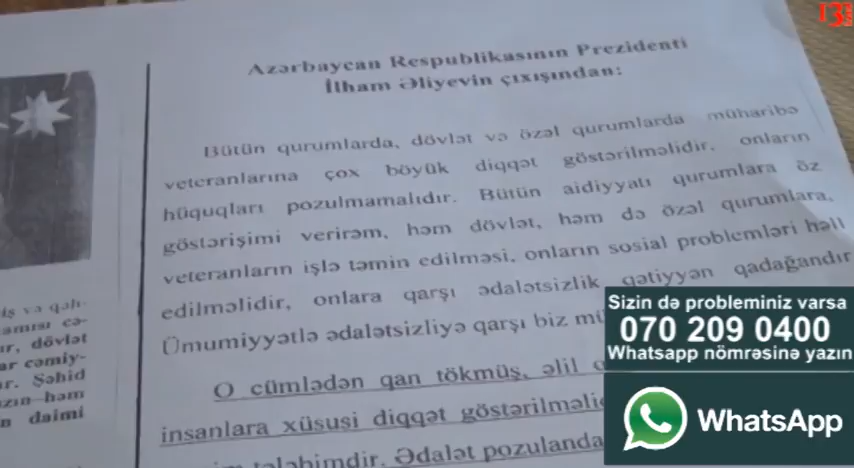 Azərbaycan Respublikasının Prezidenti
İlham Əliyevin çıxışından:
Bütün qurumlarda, dövlət və özəl qurumlarda müharibə
veteranlarına çox böyük diqqət göstərilməlidir, onların
hüquqları pozulmamalıdır. Bütün aidiyyatı qurumlara öz
göstərişimi verirəm, həm dövlət, həm də özəl qurumlara,
veteranların işlə təmin edilməsi, onların sosial problemləri həll
edilməlidir, onlara qarşı ədalətsizlik qətiyyən qadağandır
Ümumiyyətlə ədalətsizliyə qarşı biz
O cümlədən qan tökmüş, əlil
insanlara xüsusi diqqət
tələbimdir. Ədalət pozulanda
və
dövlət
cəmiy-
Şəhid
həm
daimi
Sizin də probleminiz varsa
070 209 0400
Whatsapp nömrəsinə yazın
WhatsApp